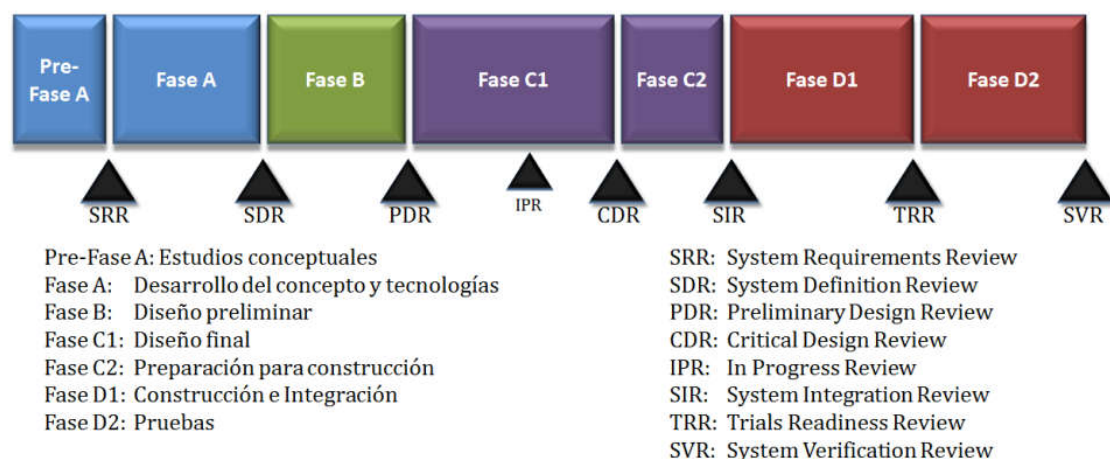 Pre-
Fase A
Fase A
Fase B
Fase C1
Fase C2
Fase D1
Fase D2
SRR
SDR
PDR
IPR
CDR
SIR
TRR
SVR
Pre-Fase A: Estudios conceptuales
Fase A: Desarrollo del concepto y tecnologías
Fase B: Diseño preliminar
Fase C1: Diseño final
Fase C2: Preparación para construcción
Fase D1: Construcción e Integración
Fase D2: Pruebas
SRR: System Requirements Review
SDR: System Definition Review
PDR: Preliminary Design Review
CDR: Critical Design Review
IPR: In Progress Review
SIR: System Integration Review
TRR: Trials Readiness Review
SVR: System Verification Review